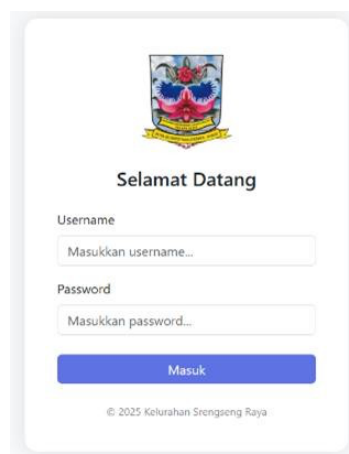 Selamat Datang
Username
Masukkan username...
Password
Masukkan password...
Masuk
© 2025 Kelurahan Srengseng Raya